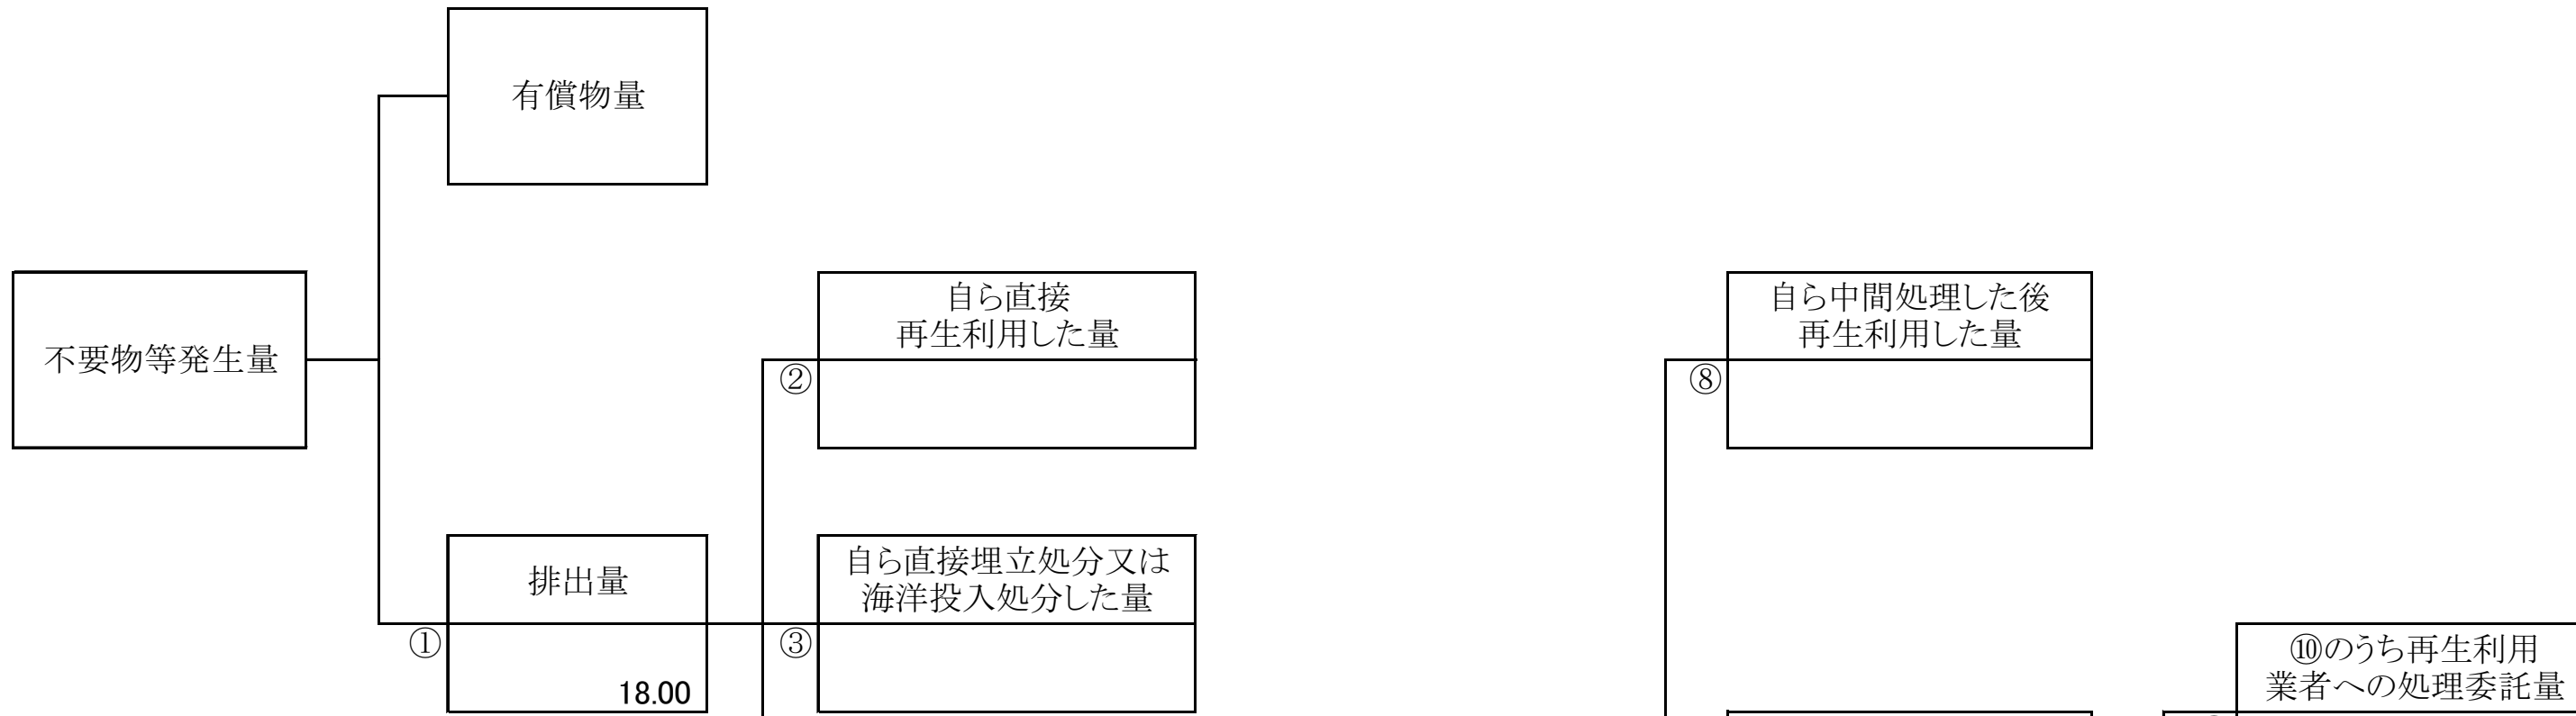 有償物量
不要物等発生量
自ら直接
再生利用した量
②
自ら中間処理した後
再生利用した量
⑧
排出量
①
18.00
自ら直接埋立処分又は
海洋投入処分した量
③
⑩のうち再生利用
業者への処理委託量